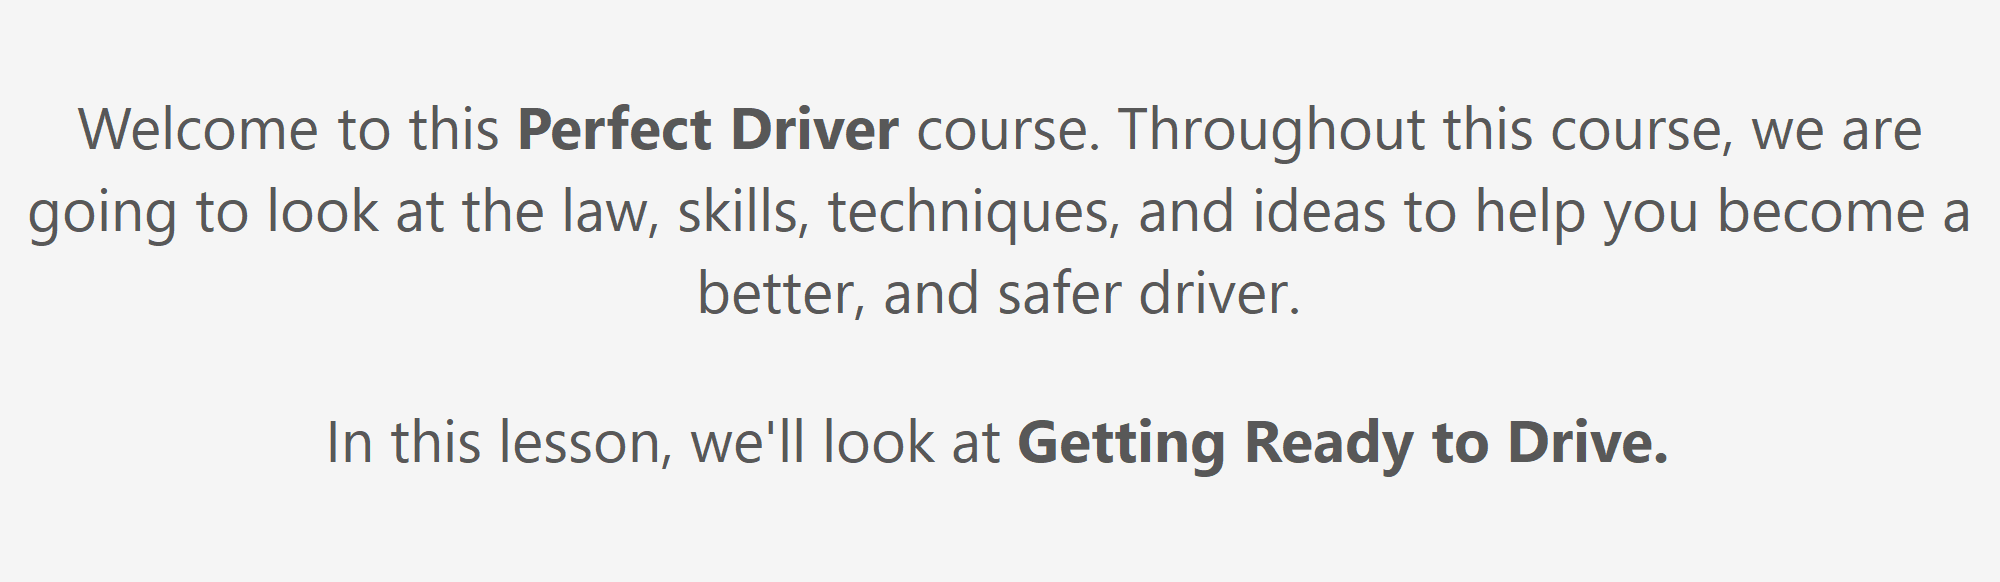 Welcome to this Perfect Driver course. Throughout this course, we are
going to look at the law, skills, techniques, and ideas to help you become a
better, and safer driver.
In this lesson, we'll look at Getting Ready to Drive.